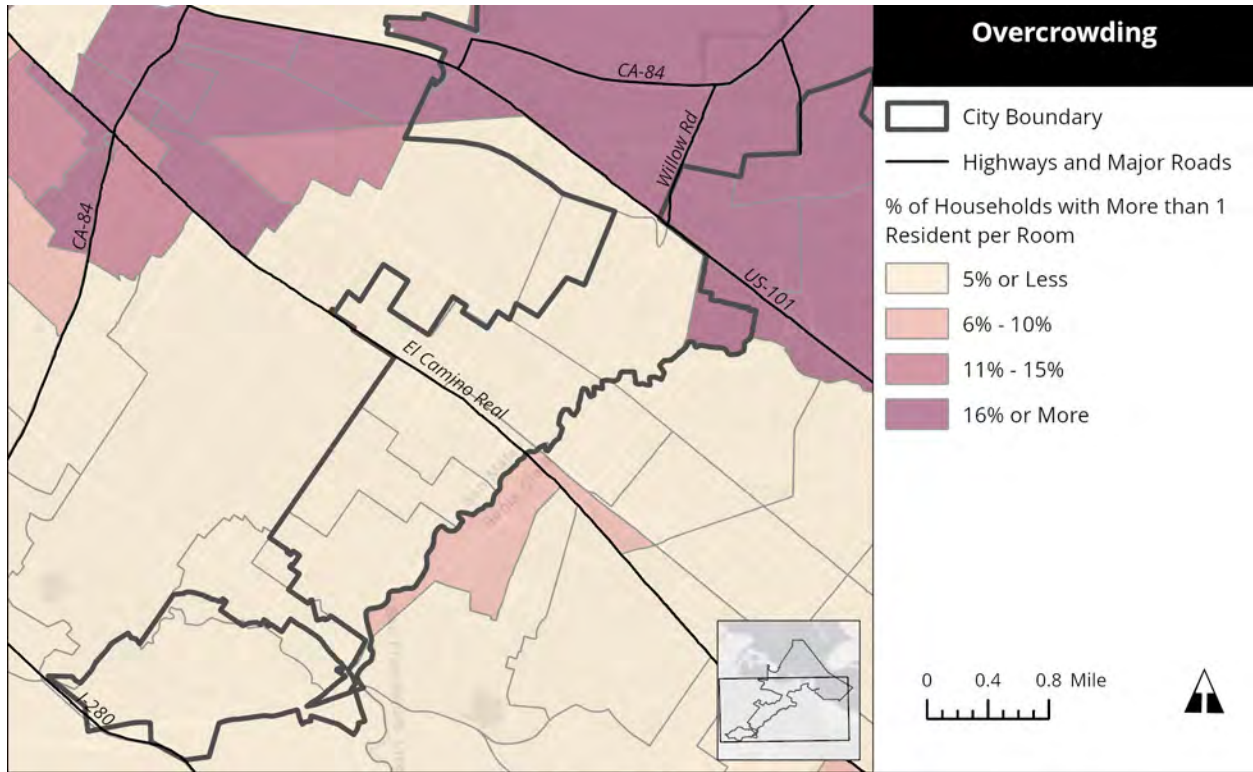 Overcrowding
City Boundary
Highways and Major Roads
% of Households with More than 1
Resident per Room
5% or Less
6% - 10%
11% - 15%
16% or More
0 0.4 0.8 Mile
CA-84
Willow Rd
US-101
CA-84
El Camino Real
I-280